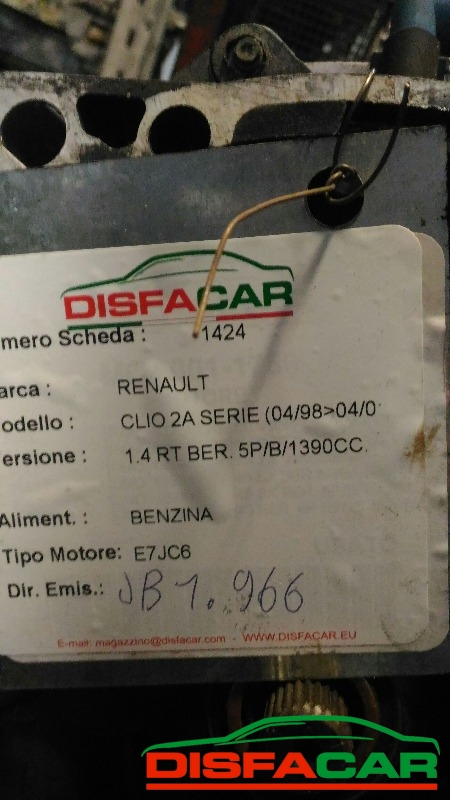 DISFACAR
mero Scheda : 1424
arca : RENAULT
odello : CLIO 2A SERIE (04/98>04/0
ersione : 1.4 RT BER. 5P/B/1390CC.
Aliment. : BENZINA
Tipo Motore: E7JC6
Dir. Emis.: JB1.966
E-mail: magazzino@disfacar.com - WWW.DISFACAR.EU
DISFACAR